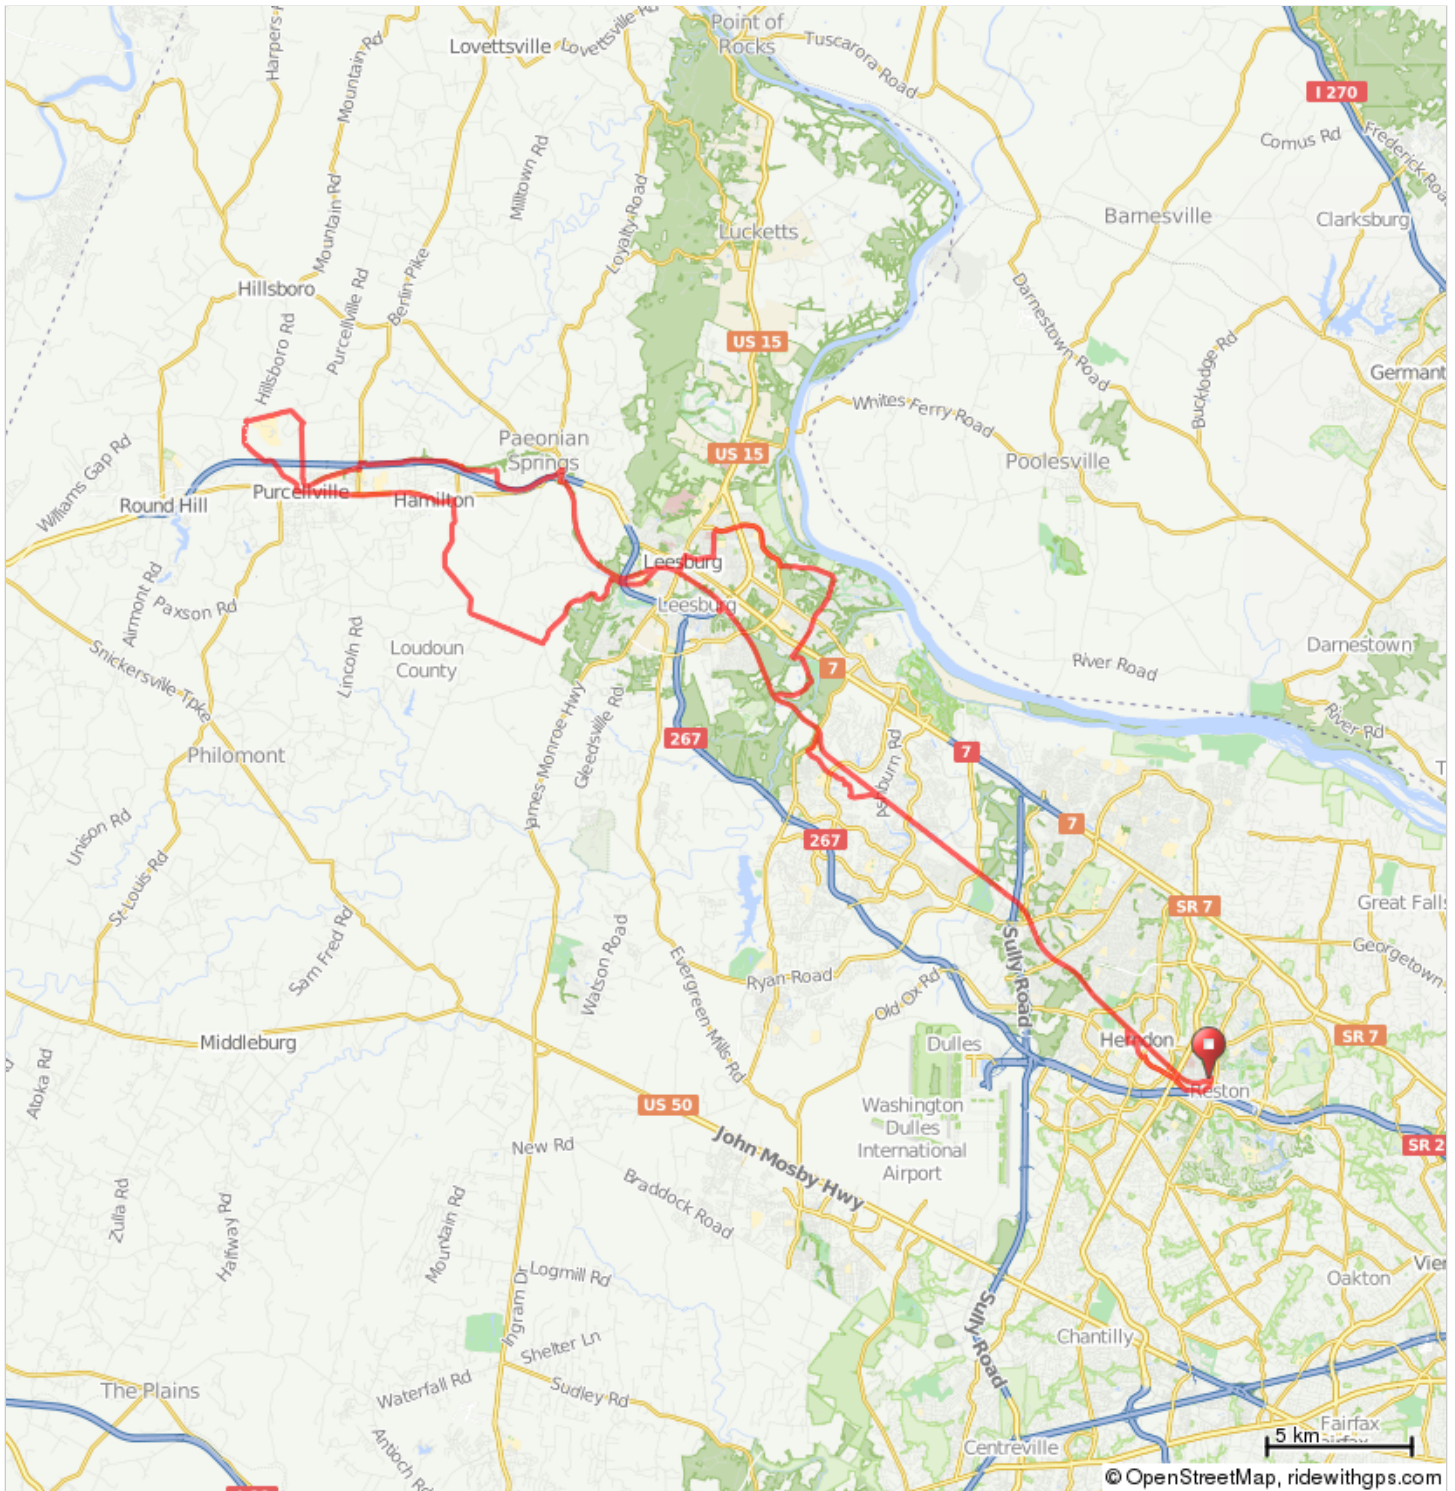 Point of
Rocks
Lovettsville
Lovettsville Rd
Tuscarora Road
Mountain Rd
I 270
Comus Rd
Milltown Rd
Mountain Rd
Loyalty Road
Barnesville
Clarksburg
Lucketts
Berlin Pike
Hillsboro
Purcellville Rd
Hillsboro Rd
Darnestown Road
US 15
Bucklodge Rd
Germant
Whites Ferry Road
Williams Gap Rd
Paeonian
Springs
US 15
Poolesville
Round Hill
Purcellville
Hamilton
Leesburg
Leesburg
Airmont Rd
Paxson Rd
Lincoln Rd
Loudoun
County
Snickersville Tpke
Darnestown
River Road
7
River Rd
James Monroe Hwy
Gleedsville Rd
267
7
Philomont
Ashburn Rd
Unison Rd
7
267
St Louis Rd
Great Falls
SR 7
Sam Fred Rd
Watson Road
Sully Road
Georgetown
Evergreen Mills Rd
Ryan Road
Old Ox Rd
Middleburg
Dulles
Herndon
SR 7
Atoka Rd
Reston
US 50
Washington
Dulles
International
Airport
New Rd
John Mosby Hwy
SR 2
Braddock Road
Zulla Rd
Halfway Rd
Mountain Rd
Logmill Rd
Ingram Dr
Oakton
Vier
Sully Road
Shelter Ln
Chantilly
The Plains
Waterfall Rd
Sudley Rd
Antioch Rd
Centreville
Fairfax
5 km
© OpenStreetMap, ridewithgps.com